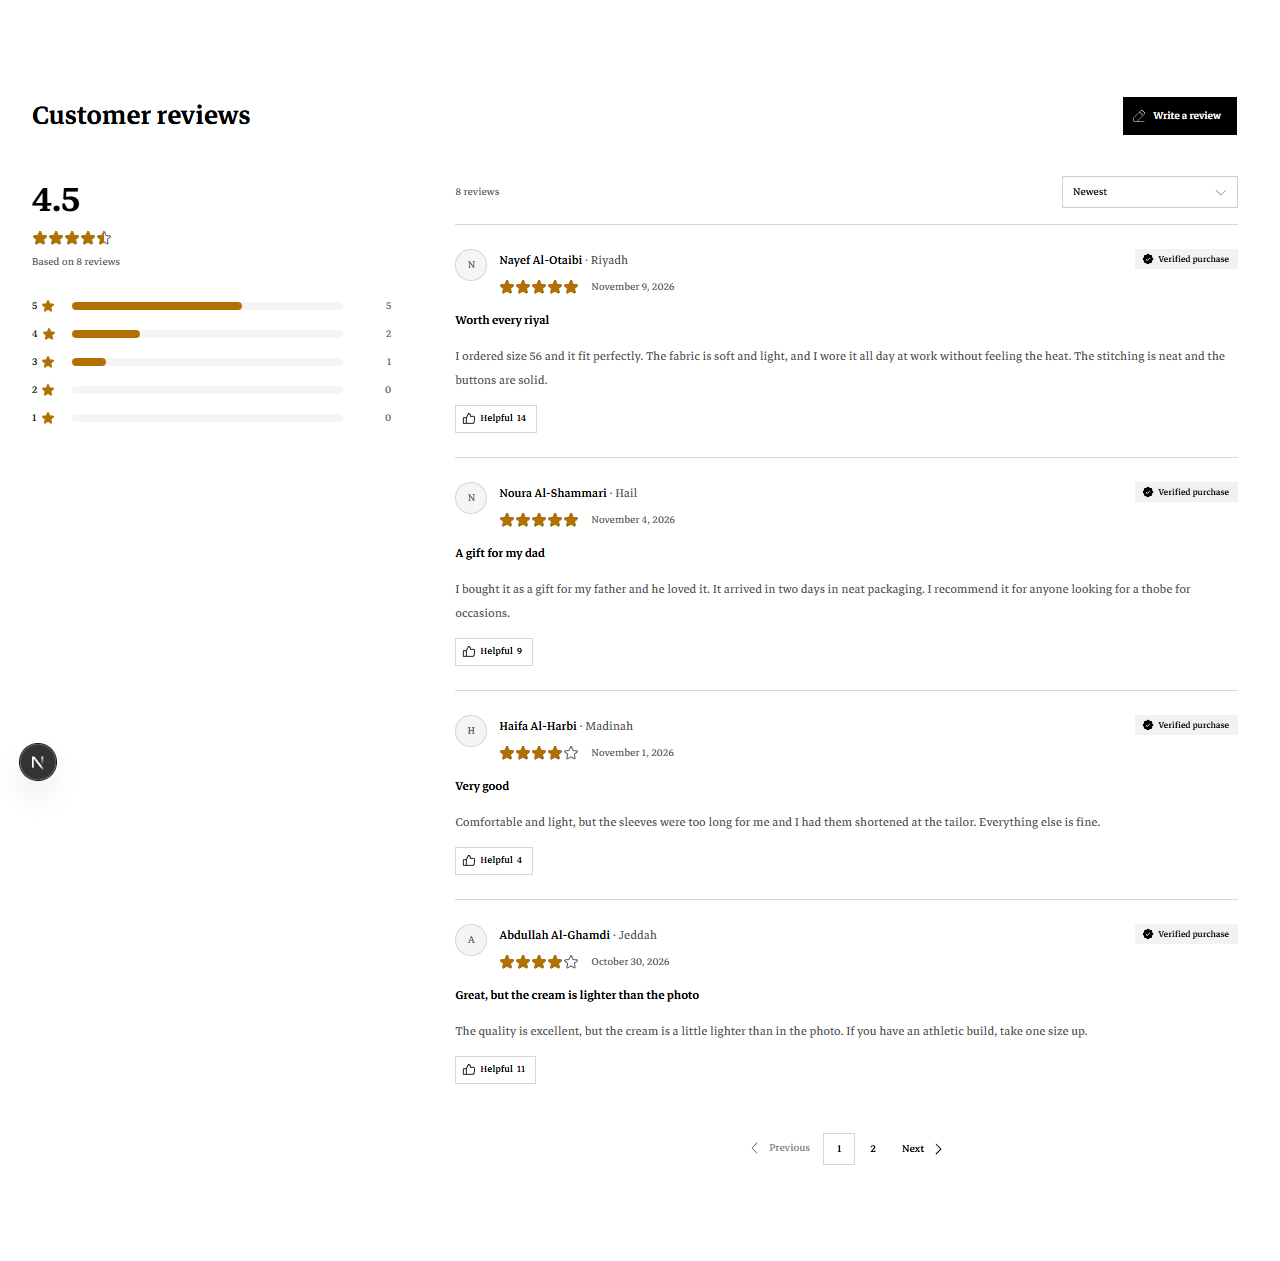 Customer reviews
Write a review
4.5
Based on 8 reviews
5 5
4 2
3 1
2 0
1 0
8 reviews
Newest
N
Nayef Al-Otaibi · Riyadh
Verified purchase
November 9, 2026
Worth every riyal
I ordered size 56 and it fit perfectly. The fabric is soft and light, and I wore it all day at work without feeling the heat. The stitching is neat and the
buttons are solid.
Helpful 14
N
Noura Al-Shammari · Hail
Verified purchase
November 4, 2026
A gift for my dad
I bought it as a gift for my father and he loved it. It arrived in two days in neat packaging. I recommend it for anyone looking for a thobe for
occasions.
Helpful 9
H
Haifa Al-Harbi · Madinah
Verified purchase
November 1, 2026
Very good
Comfortable and light, but the sleeves were too long for me and I had them shortened at the tailor. Everything else is fine.
Helpful 4
N
A
Abdullah Al-Ghamdi · Jeddah
Verified purchase
October 30, 2026
Great, but the cream is lighter than the photo
The quality is excellent, but the cream is a little lighter than in the photo. If you have an athletic build, take one size up.
Helpful 11
Previous 1 2 Next